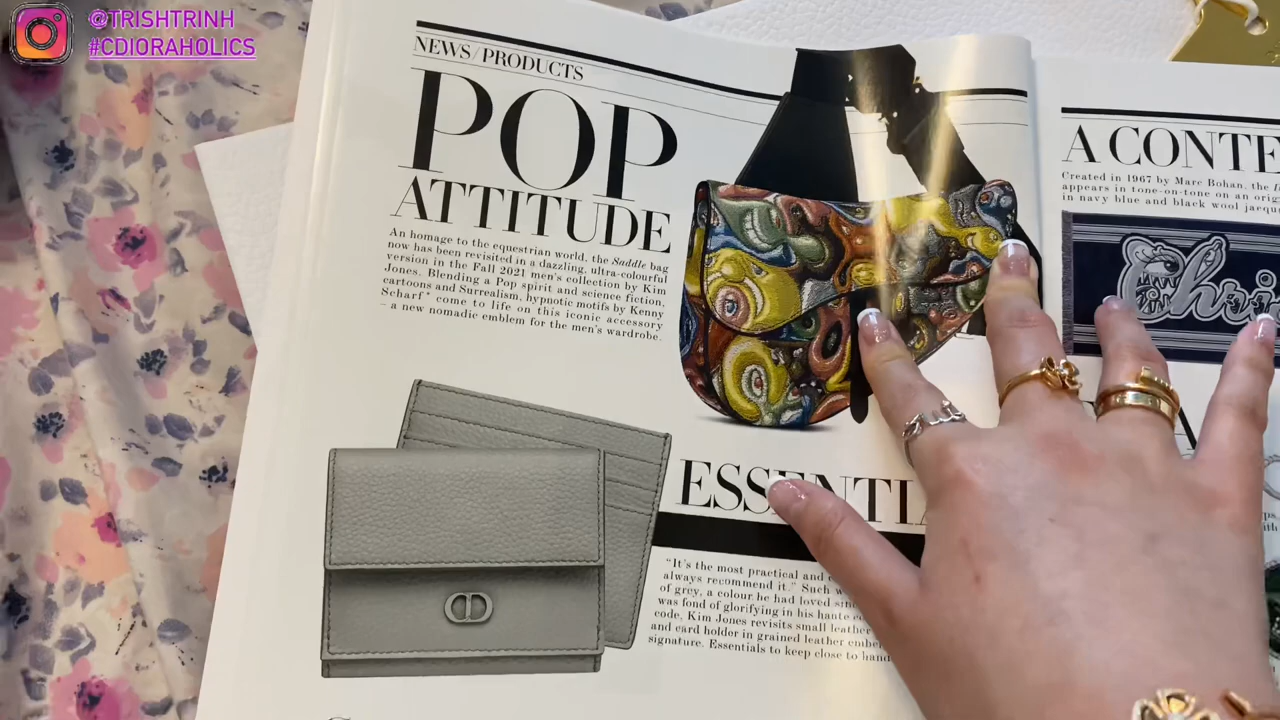 @TRISHTRINH
#CDIORAHOLICS
NEWS/PRODUCTS
POP
ATTITUDE
An homage to the equestrian world, the Saddle bag
now has been revisited in a dazzling, ultra-colourful
version in the Fall 2021 men's collection by Kim
Jones. Blending a Pop spirit and science fiction,
cartoons and Surrealism, hypnotic motifs by Kenny
Scharf* come to life on this iconic accessory
– a new nomadic emblem for the men's wardrobe.
ESSENTIA
"It's the most practical and
always recommend it." Such w
of grey, a colour he had loved sin
was fond of glorifying in his haute
code, Kim Jones revisits small leather
and card holder in grained leather embe
signature. Essentials to keep close to hand
CD
A CONTE
Created in 1967 by Marc Bohan, the
appears in tone-on-tone on an orig
in navy blue and black wool jacqu
Chri